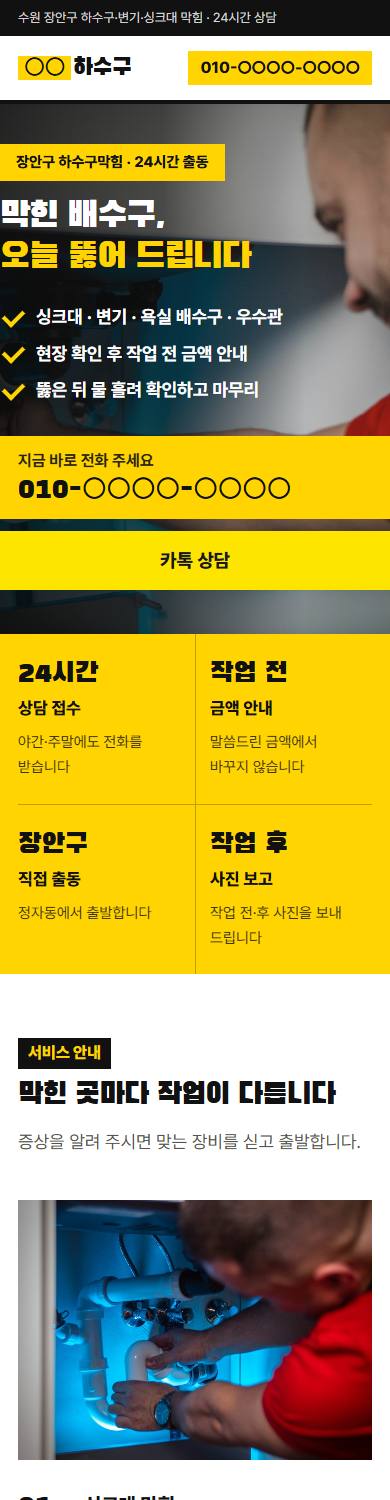 수원 장안구 하수구·변기·싱크대 막힘 · 24시간 상담
○○ 하수구
010-○○○○-○○○○
장안구 하수구막힘 · 24시간 출동
막힌 배수구,
오늘 뚫어 드립니다
싱크대 · 변기 · 욕실 배수구 · 우수관
현장 확인 후 작업 전 금액 안내
뚫은 뒤 물 흘려 확인하고 마무리
지금 바로 전화 주세요
010-○○○○-○○○○
카톡 상담
24시간
상담 접수
야간·주말에도 전화를
받습니다
작업 전
금액 안내
말씀드린 금액에서
바꾸지 않습니다
장안구
직접 출동
정자동에서 출발합니다
작업 후
사진 보고
작업 전·후 사진을 보내
드립니다
서비스 안내
막힌 곳마다 작업이 다릅니다
증상을 알려 주시면 맞는 장비를 싣고 출발합니다.